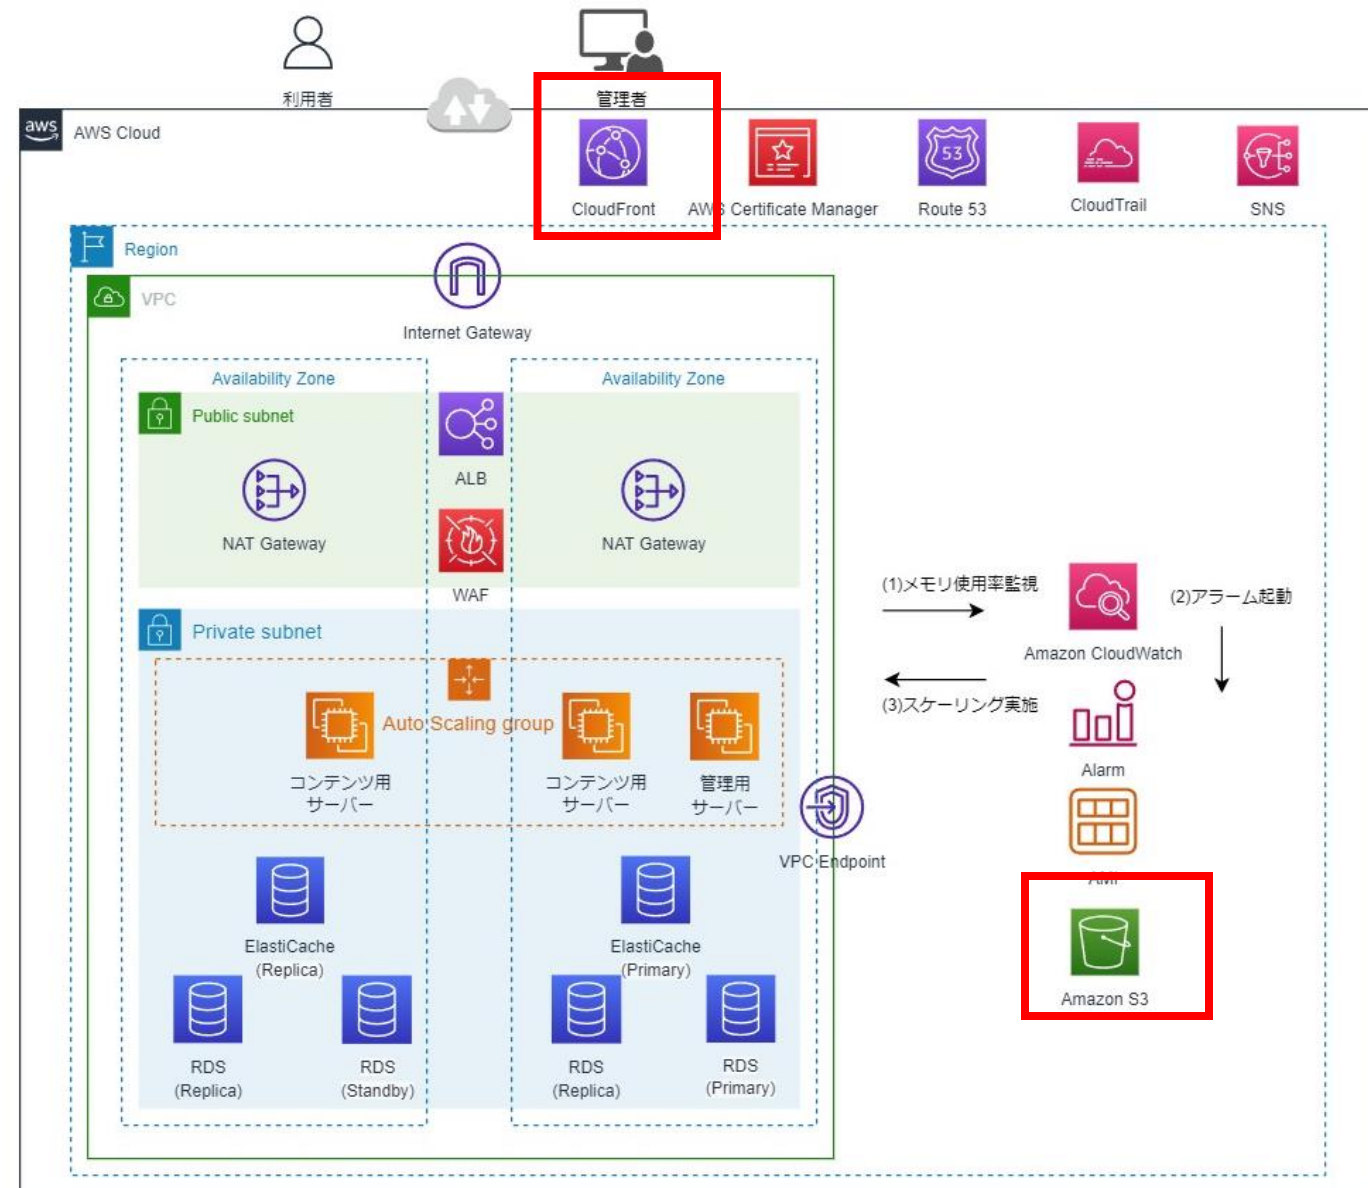 利用者
管理者
aws
AWS Cloud
CloudFront
AWS Certificate Manager
53
Route 53
CloudTrail
SNS
Region
VPC
Internet Gateway
Availability Zone
Availability Zone
Public subnet
ALB
NAT Gateway
NAT Gateway
WAF
(1)メモリ使用率監視
(2)アラーム起動
Amazon CloudWatch
(3)スケーリング実施
Private subnet
Auto Scaling group
コンテンツ用
サーバー
コンテンツ用
サーバー
管理用
サーバー
Alarm
VPC Endpoint
AMI
ElastiCache
(Replica)
ElastiCache
(Primary)
Amazon S3
RDS
(Replica)
RDS
(Standby)
RDS
(Replica)
RDS
(Primary)